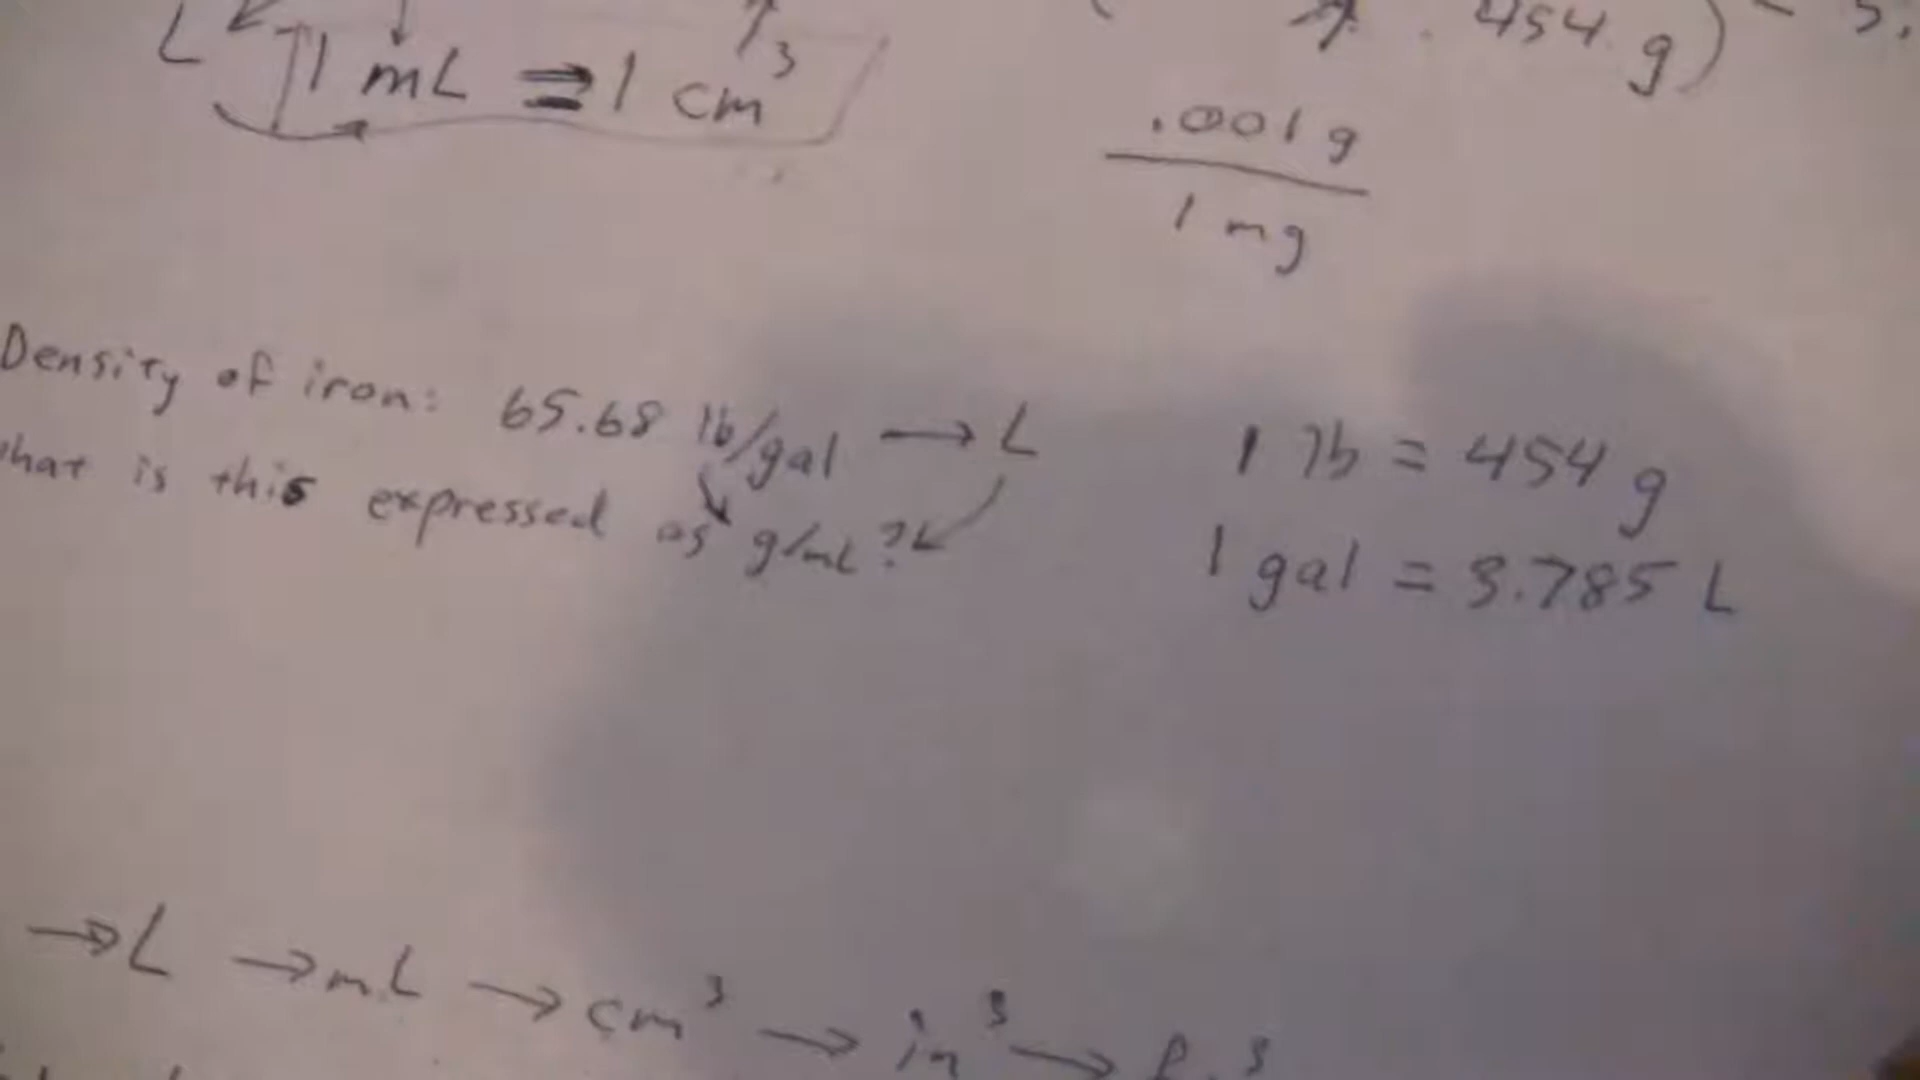 L 1 mL = 1 cm³
454 g)
.001 g
1 mg
Density of iron: 65.68 lb/gal → L
is this expressed as g/mL?
1 lb = 454 g
1 gal = 3.785 L
→ L → mL → cm³ → in³ →